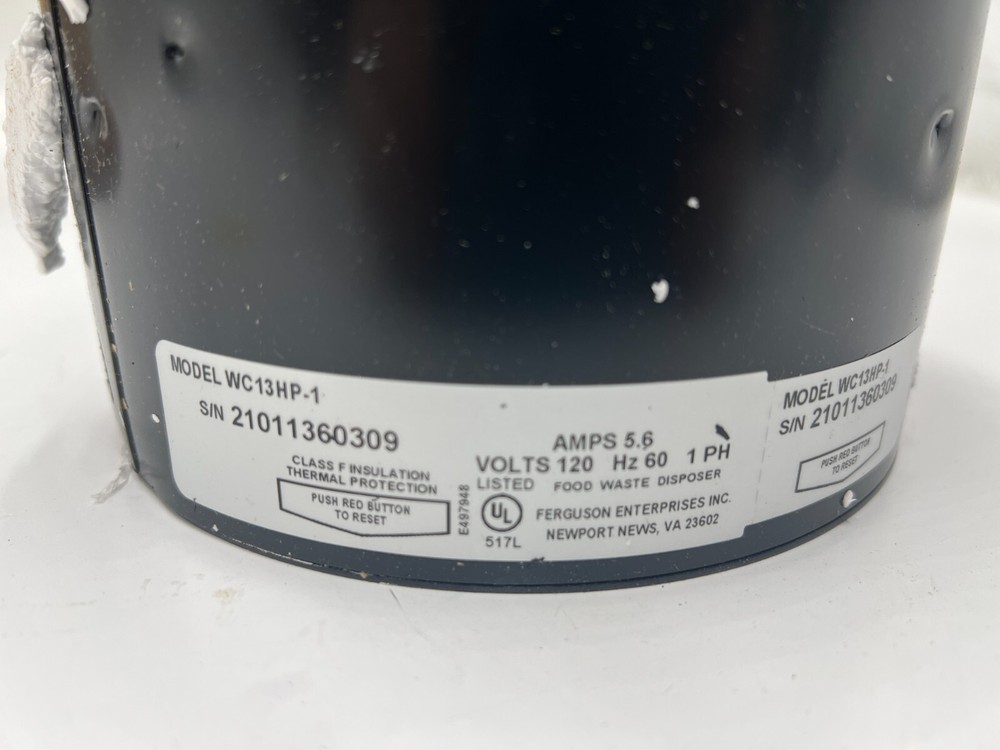 MODEL WC13HP-1
S/N 21011360309
CLASS F INSULATION
THERMAL PROTECTION
PUSH RED BUTTON
TO RESET
E497948
AMPS 5.6
VOLTS 120 Hz 60 1 PH
LISTED FOOD WASTE DISPOSER
UL
517L
FERGUSON ENTERPRISES INC.
NEWPORT NEWS, VA 23602
MODEL WC13HP-1
S/N 21011360309
PUSH RED BUTTON
TO RESET